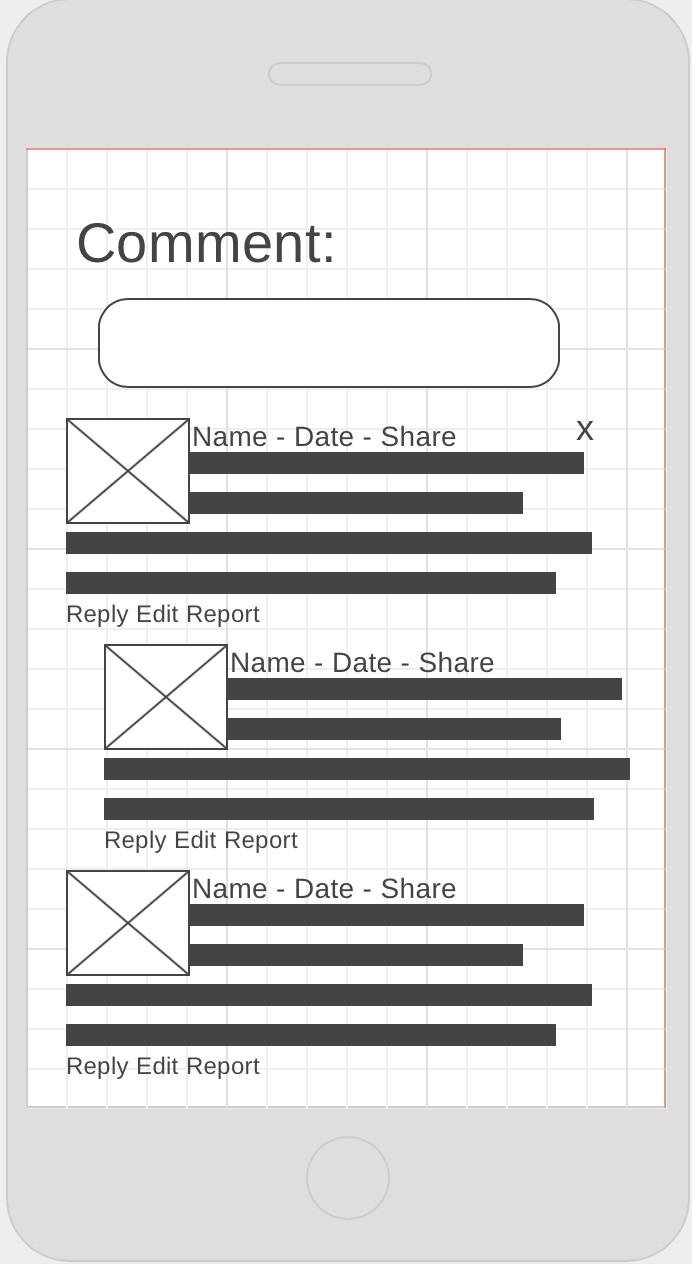 Comment:
Name - Date - Share x
Reply Edit Report
Name - Date - Share
Reply Edit Report
Name - Date - Share
Reply Edit Report